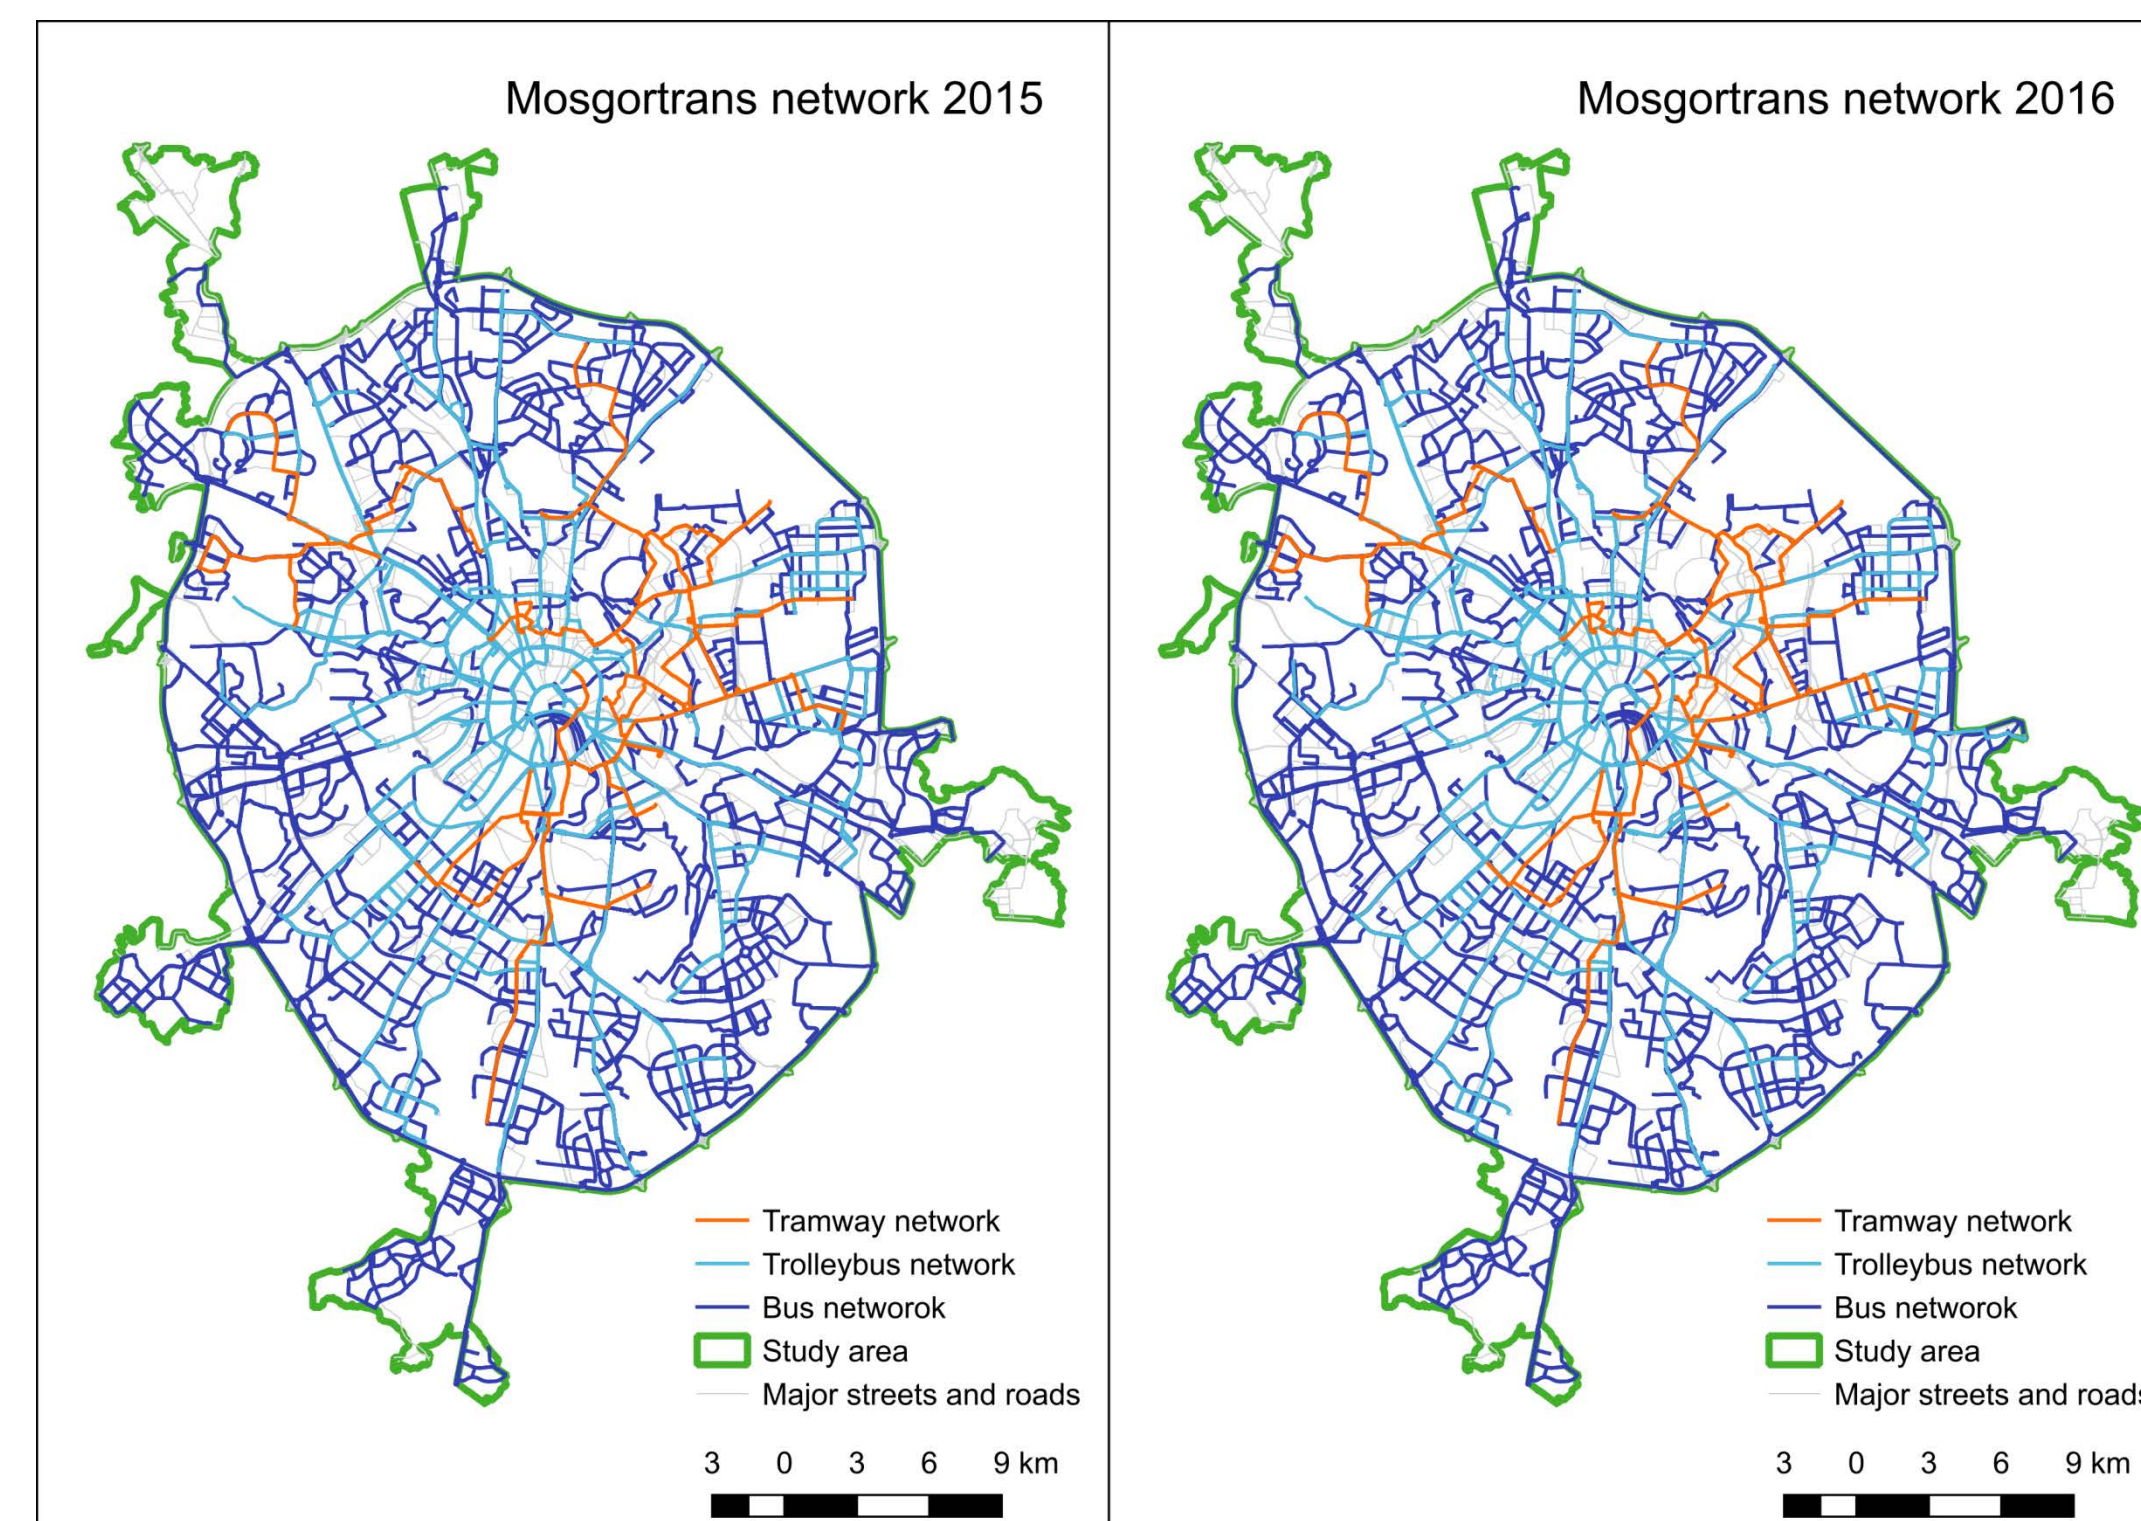 Mosgortrans network 2015
Tramway network
Trolleybus network
Bus networok
Study area
Major streets and roads
3 0 3 6 9 km
Mosgortrans network 2016
Tramway network
Trolleybus network
Bus networok
Study area
Major streets and roads
3 0 3 6 9 km